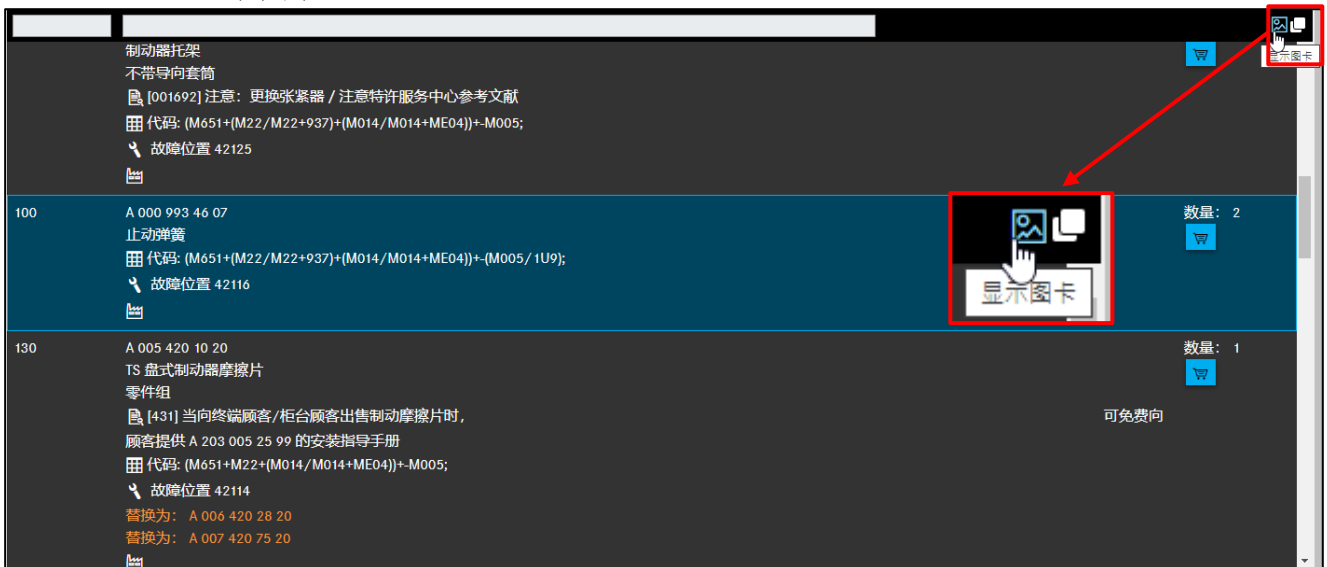 显示图卡
制动器托架
不带导向套筒
[001692] 注意：更换张紧器 / 注意特许服务中心参考文献
代码: (M651+(M22/M22+937)+(M014/M014+ME04))+-M005;
故障位置 42125
100 A 000 993 46 07 数量： 2
止动弹簧
代码: (M651+(M22/M22+937)+(M014/M014+ME04))+-(M005/1U9);
故障位置 42116
显示图卡
130 A 005 420 10 20 数量： 1
TS 盘式制动器摩擦片
零件组
[431] 当向终端顾客/柜台顾客出售制动摩擦片时， 可免费向
顾客提供 A 203 005 25 99 的安装指导手册
代码: (M651+M22+(M014/M014+ME04))+-M005;
故障位置 42114
替换为： A 006 420 28 20
替换为： A 007 420 75 20